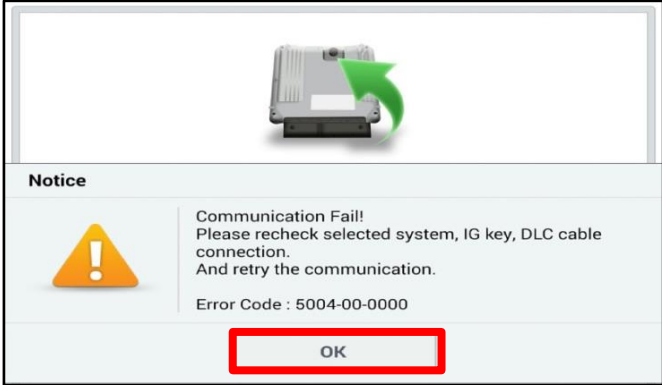 Notice
Communication Fail!
Please recheck selected system, IG key, DLC cable
connection.
And retry the communication.
Error Code : 5004-00-0000
OK